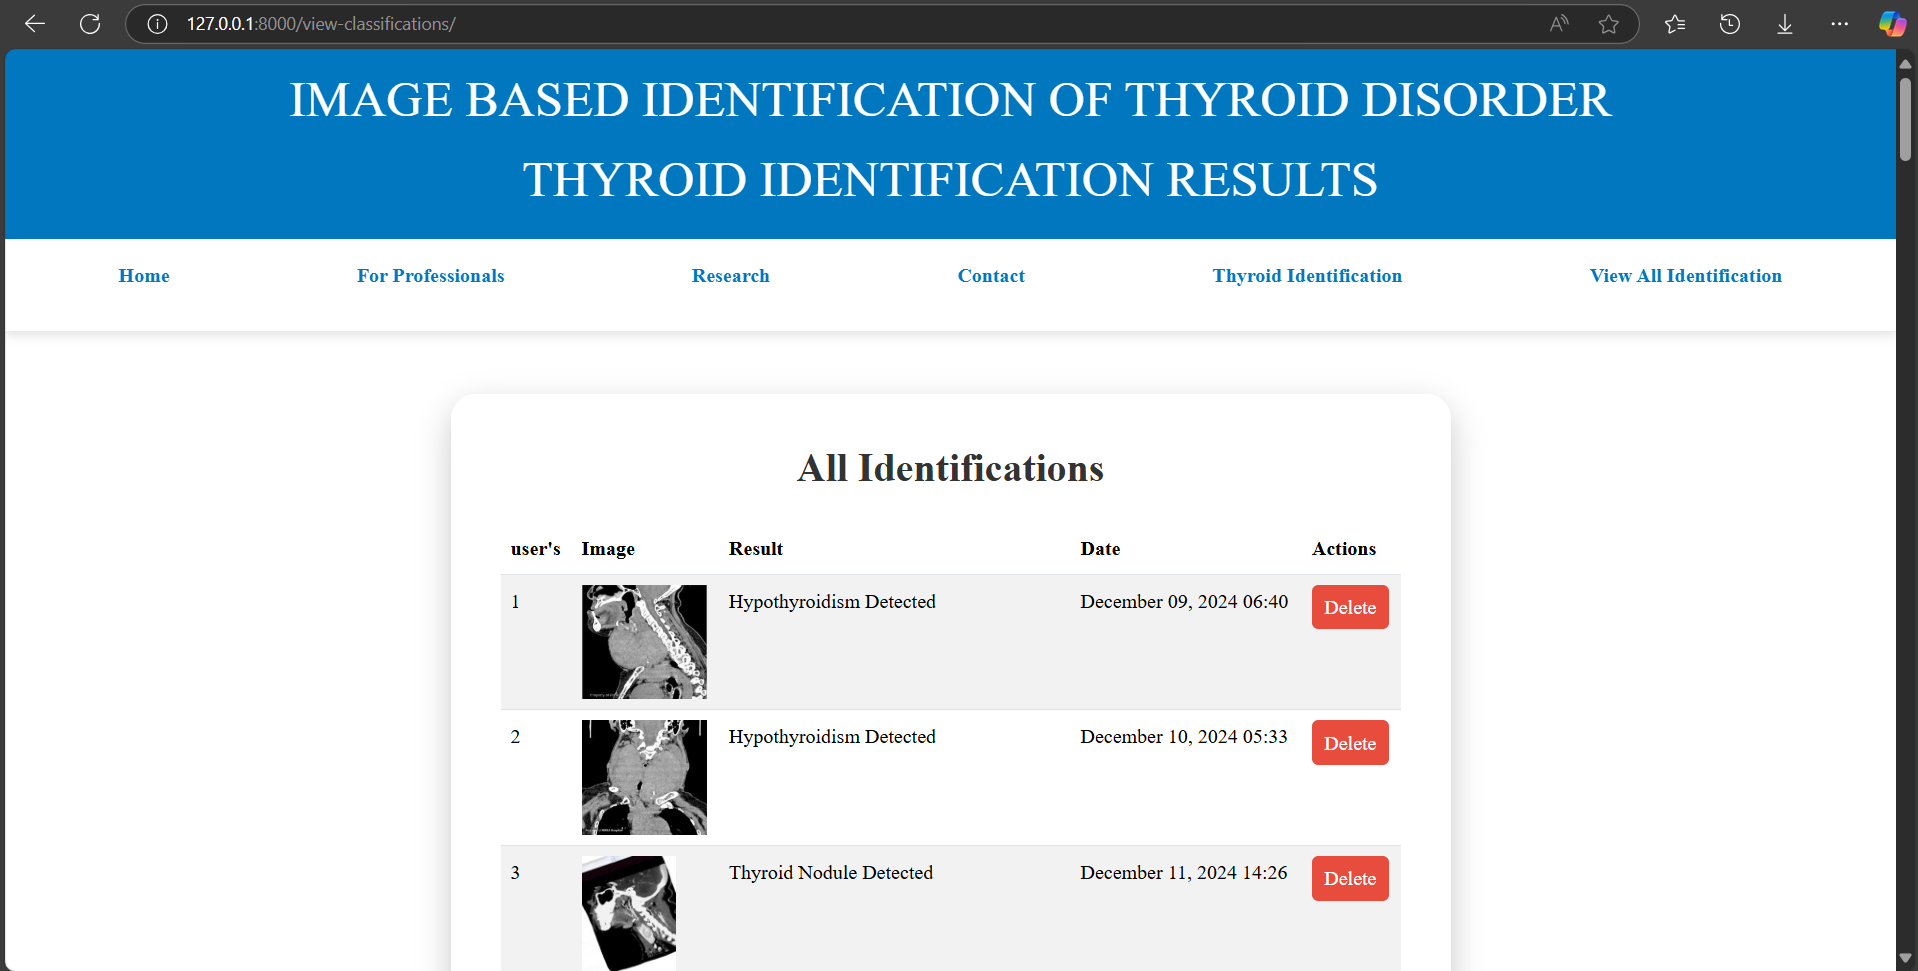 127.0.0.1:8000/view-classifications/
IMAGE BASED IDENTIFICATION OF THYROID DISORDER
THYROID IDENTIFICATION RESULTS
Home For Professionals Research Contact Thyroid Identification View All Identification
All Identifications
user's Image Result Date Actions
1 Hypothyroidism Detected December 09, 2024 06:40 Delete
2 Hypothyroidism Detected December 10, 2024 05:33 Delete
3 Thyroid Nodule Detected December 11, 2024 14:26 Delete